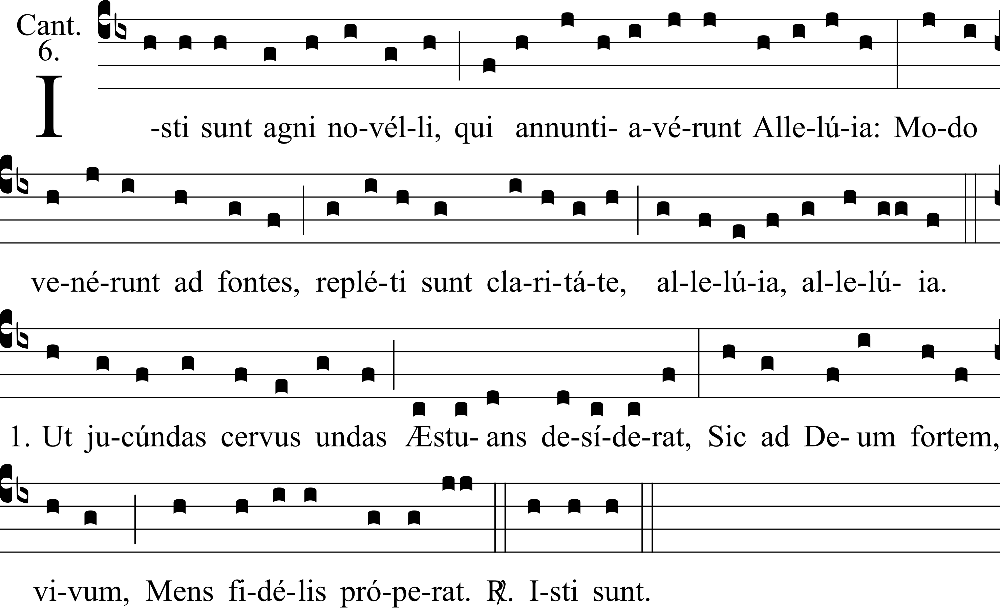 Cant.
6.
I-sti sunt agni no-vél-li, qui annunti- a-vé-runt Alle-lú-ia: Mo-do
ve-né-runt ad fontes, replé-ti sunt cla-ri-tá-te, al-le-lú-ia, al-le-lú- ia.
1. Ut ju-cúndas cervus undas Æstu- ans de-sí-de-rat, Sic ad De- um fortem,
vi-vum, Mens fi-dé-lis pró-pe-rat. ℟. I-sti sunt.